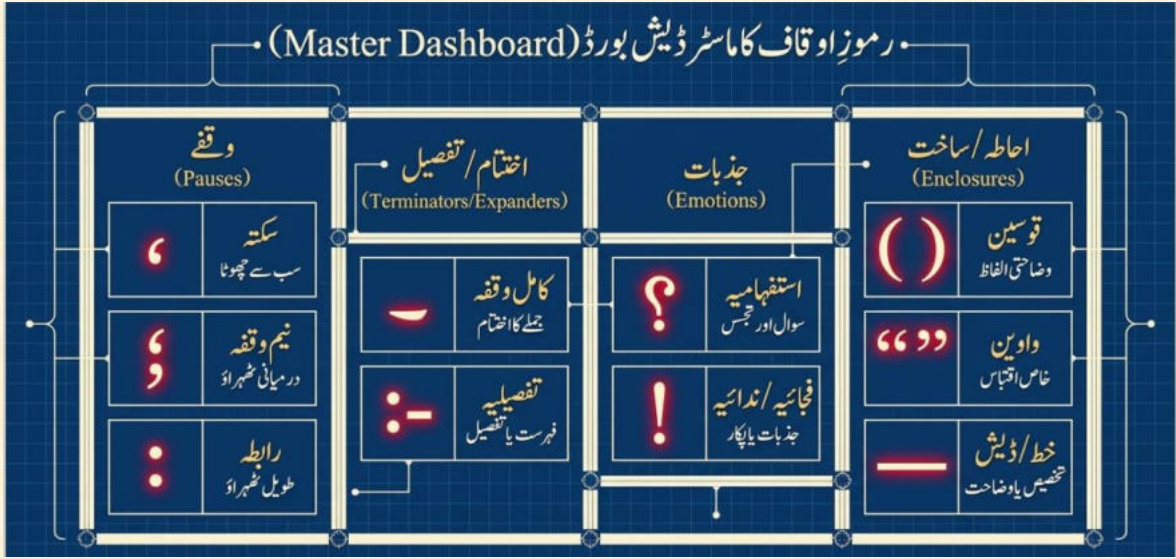 رموزِ اوقاف کا ماسٹر ڈیش بورڈ (Master Dashboard)
احاطہ/ساخت
(Enclosures)
( )
قوسین
وضاحتی الفاظ
“ ”
واوین
خاص اقتباس
—
خط/ڈیش
تخصیص یا وضاحت
جذبات
(Emotions)
؟
استفہامیہ
سوال اور تجسس
!
فجائیہ/ندائیہ
جذبات یا پکار
اختتام/تفصیل
(Terminators/Expanders)
۔
کامل وقفہ
جملے کا اختتام
:-
تفصیلیہ
فہرست یا تفصیل
وقفے
(Pauses)
،
سکتہ
سب سے چھوٹا
؛
نیم وقفہ
درمیانی ٹھہراؤ
:
رابطہ
طویل ٹھہراؤ